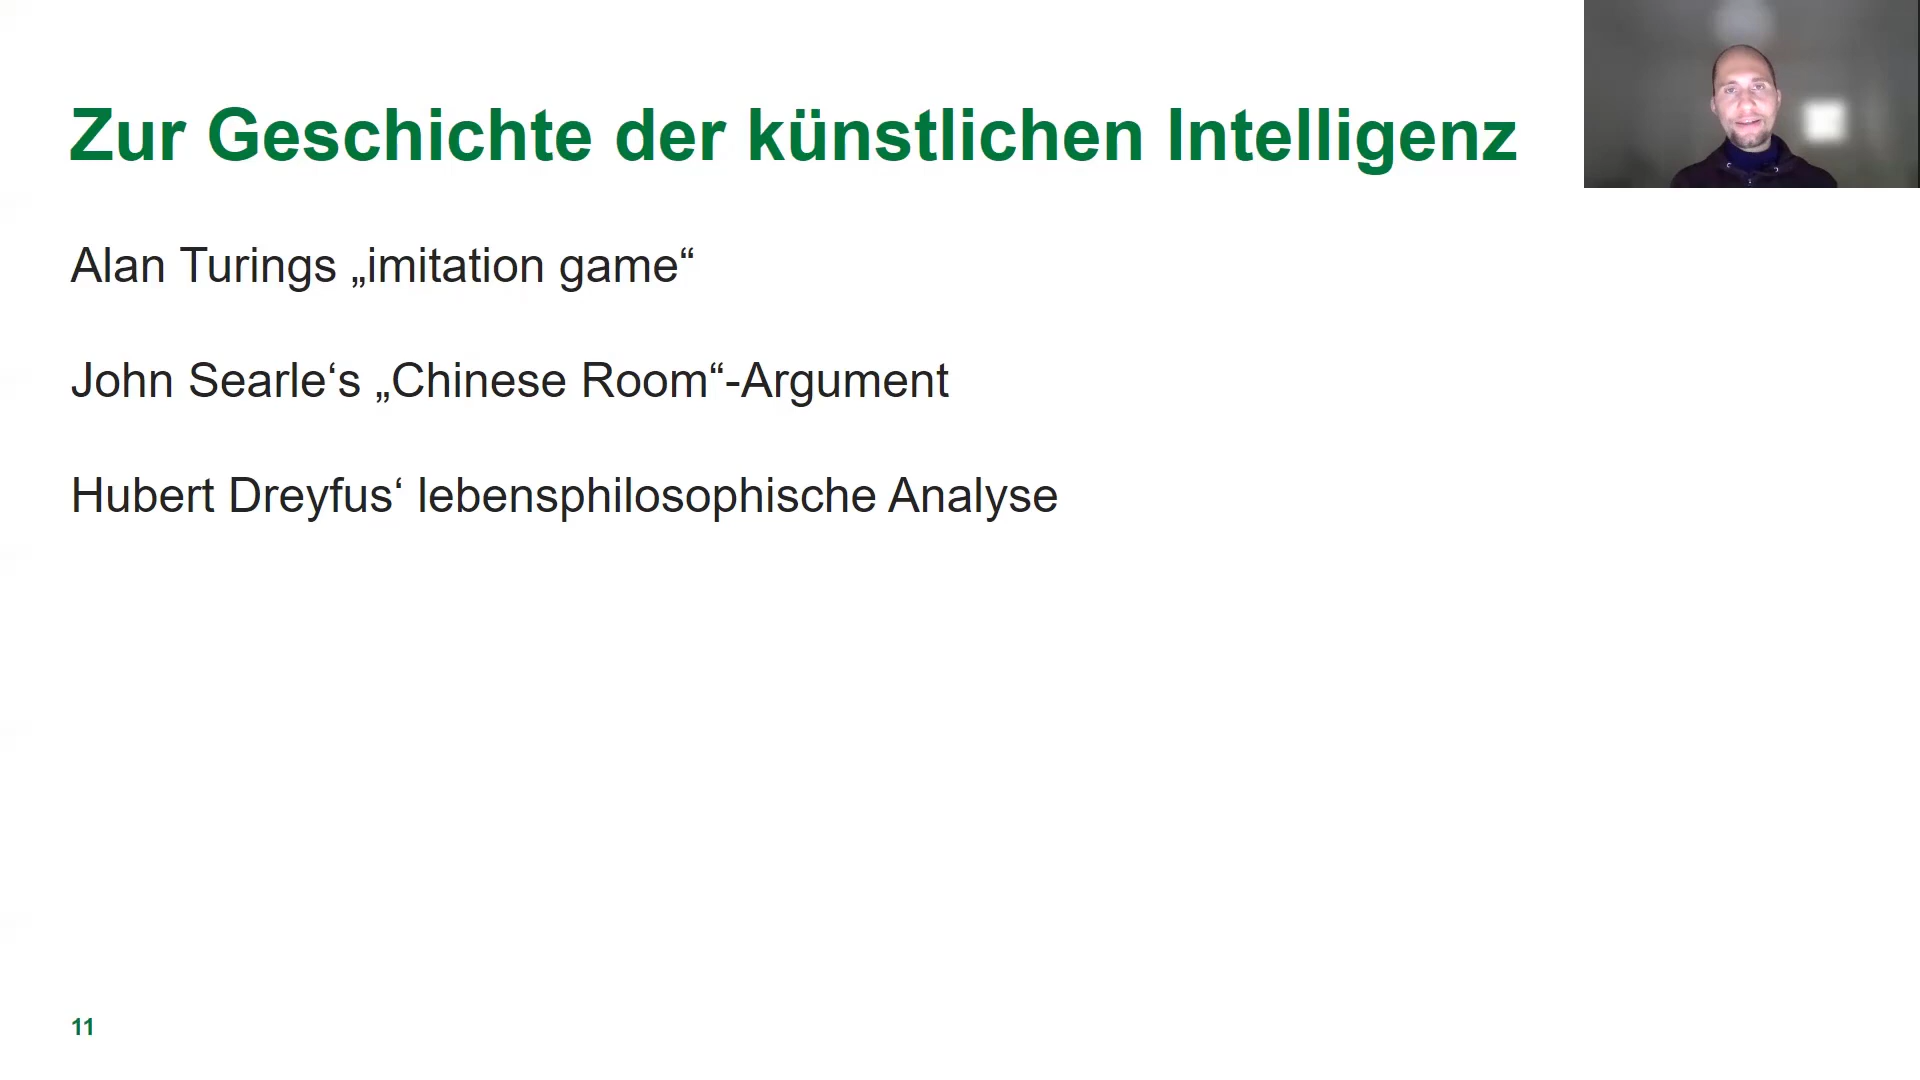 Zur Geschichte der künstlichen Intelligenz
Alan Turings „imitation game“
John Searle‘s „Chinese Room“-Argument
Hubert Dreyfus‘ lebensphilosophische Analyse
11